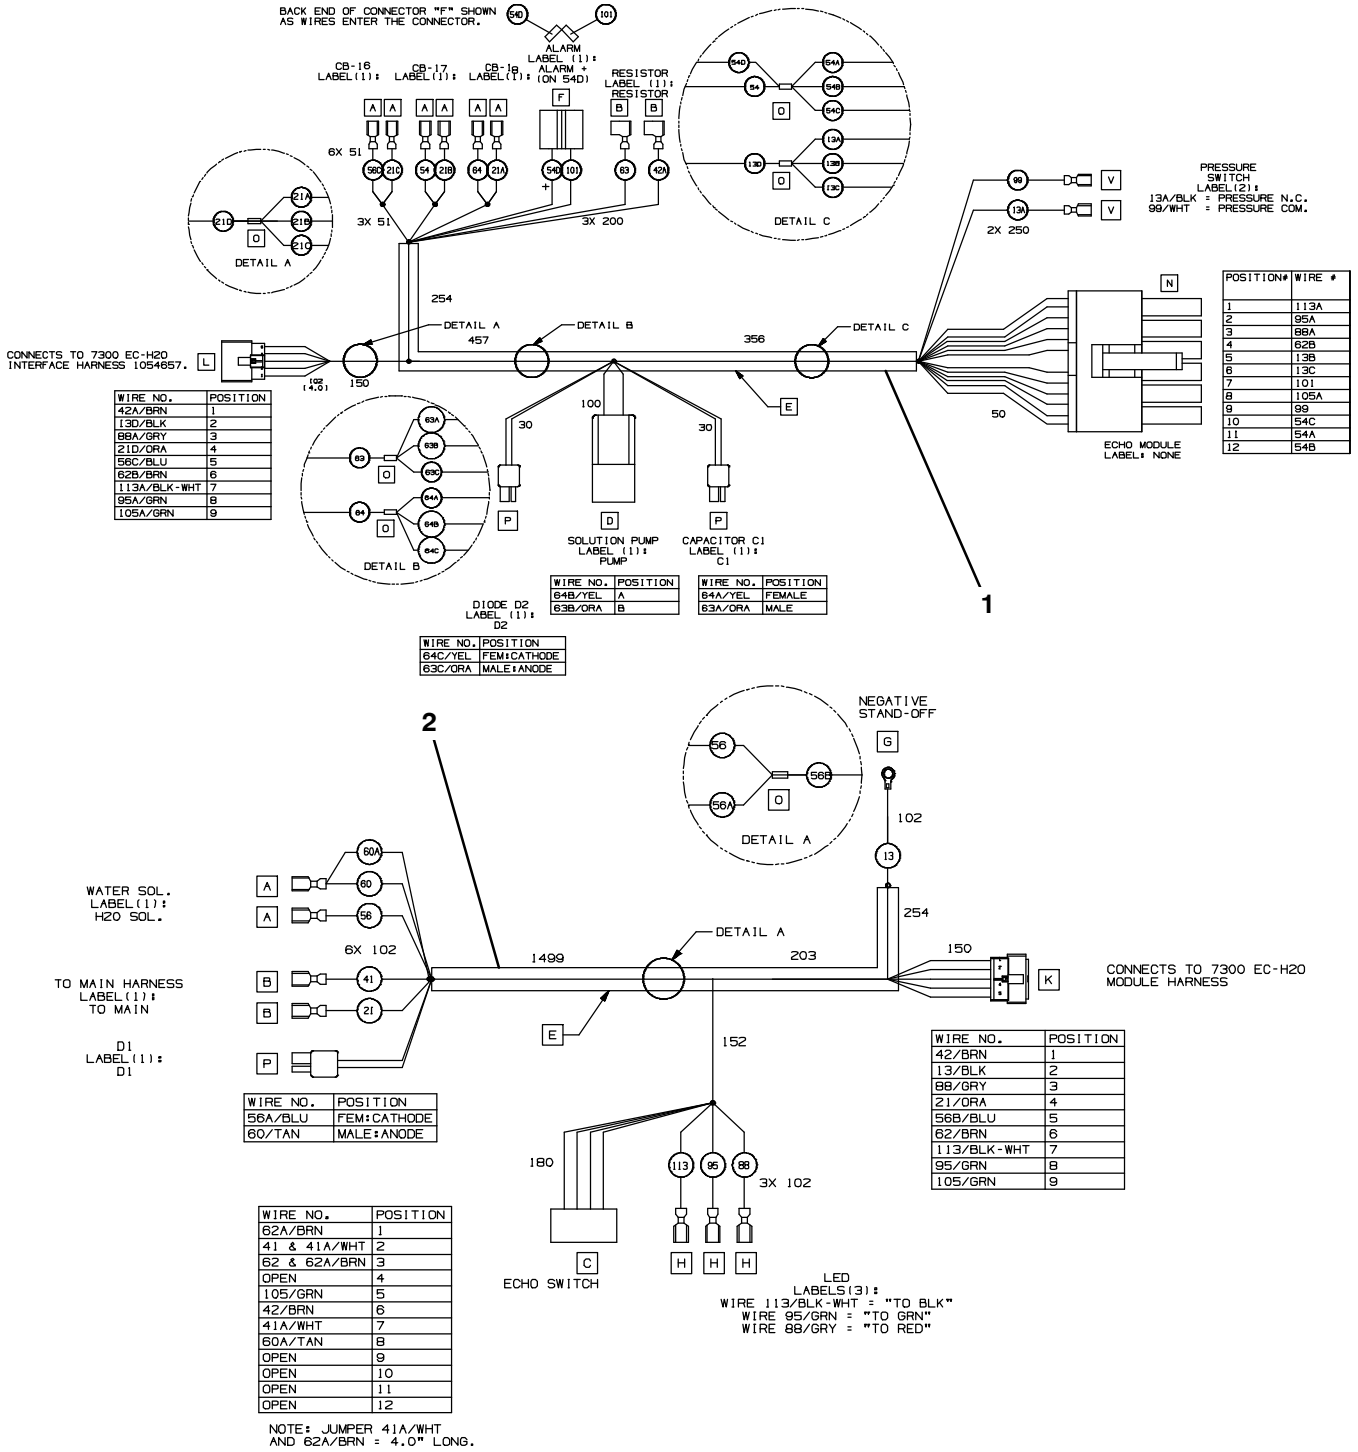 BACK END OF CONNECTOR "F" SHOWN
AS WIRES ENTER THE CONNECTOR.
54D
101
ALARM
LABEL (1):
ALARM +
(ON 54D)
CB-16
LABEL(1):
CB-17
LABEL(1):
CB-18
LABEL(1):
RESISTOR
LABEL (1):
RESISTOR
A A A A A A F B B
6X 51
56D 21C 54 21B 64 21A 54D 101 63 42A
+
3X 51
3X 200
21D
21A
21B
21C
O
DETAIL A
54D
54
54A
54B
54C
O
13D
13A
13B
13C
O
DETAIL C
99
V
13A
V
2X 250
PRESSURE
SWITCH
LABEL(2):
13A/BLK = PRESSURE N.C.
99/WHT = PRESSURE COM.
254
DETAIL A
457
DETAIL B
356
DETAIL C
N
POSITION# WIRE #
1 113A
2 95A
3 88A
4 62B
5 13B
6 13C
7 101
8 105A
9 99
10 54C
11 54A
12 54B
CONNECTS TO 7300 EC-H2O
INTERFACE HARNESS 1054657.
L
102
(4.0)
150
WIRE NO. POSITION
42A/BRN 1
13D/BLK 2
88A/GRY 3
21D/ORA 4
56C/BLU 5
62B/BRN 6
113A/BLK-WHT 7
95A/GRN 8
105A/GRN 9
E
50
100
30
30
ECHO MODULE
LABEL: NONE
63
63A
63B
63C
O
64
64A
64B
64C
O
DETAIL B
P
D
P
SOLUTION PUMP
LABEL (1):
PUMP
CAPACITOR C1
LABEL (1):
C1
WIRE NO. POSITION
64B/YEL A
63B/ORA B
WIRE NO. POSITION
64A/YEL FEMALE
63A/ORA MALE
1
DIODE D2
LABEL (1):
D2
WIRE NO. POSITION
64C/YEL FEM:CATHODE
63C/ORA MALE:ANODE
2
56
56A
56B
O
DETAIL A
NEGATIVE
STAND-OFF
G
102
13
254
WATER SOL.
LABEL(1):
H2O SOL.
A
60A
60
A
56
6X 102
TO MAIN HARNESS
LABEL(1):
TO MAIN
B
41
B
21
D1
LABEL(1):
D1
P
WIRE NO. POSITION
56A/BLU FEM:CATHODE
60/TAN MALE:ANODE
1499
DETAIL A
203
150
K
CONNECTS TO 7300 EC-H2O
MODULE HARNESS
E
152
WIRE NO. POSITION
42/BRN 1
13/BLK 2
88/GRY 3
21/ORA 4
56B/BLU 5
62/BRN 6
113/BLK-WHT 7
95/GRN 8
105/GRN 9
180
113
95
88
3X 102
C
ECHO SWITCH
H H H
LED
LABELS(3):
WIRE 113/BLK-WHT = "TO BLK"
WIRE 95/GRN = "TO GRN"
WIRE 88/GRY = "TO RED"
WIRE NO. POSITION
62A/BRN 1
41 & 41A/WHT 2
62 & 62A/BRN 3
OPEN 4
105/GRN 5
42/BRN 6
41A/WHT 7
60A/TAN 8
OPEN 9
OPEN 10
OPEN 11
OPEN 12
NOTE: JUMPER 41A/WHT
AND 62A/BRN = 4.0" LONG.